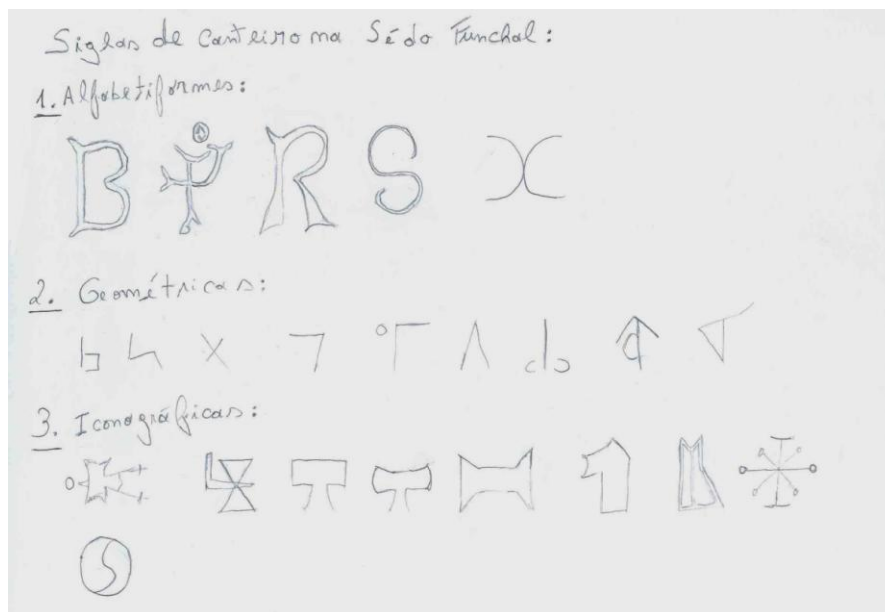 Siglas de Canteiro na Sé do Funchal:
1. Alfabetiformes:
B R S X
2. Geométricas:
3. Iconográficas: